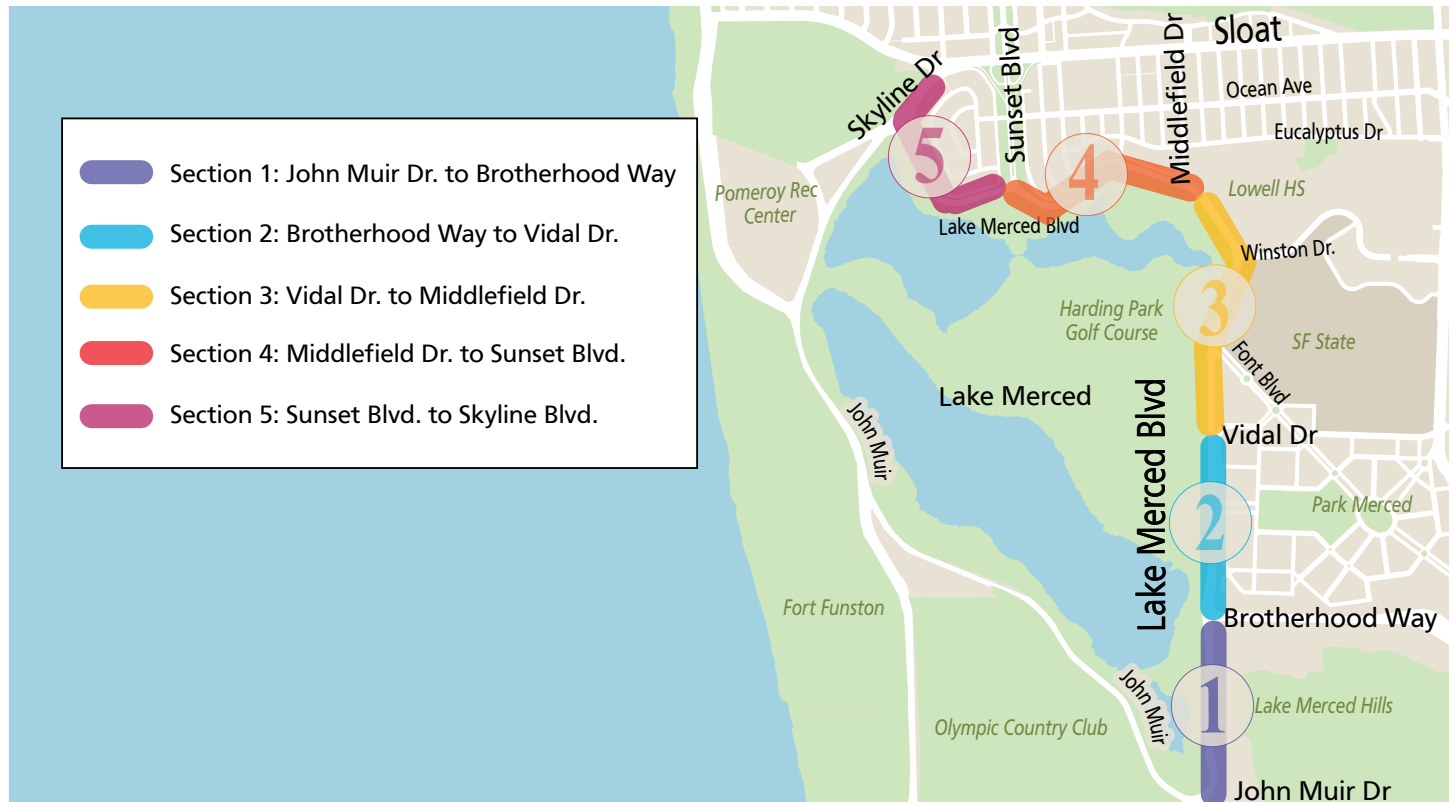 Section 1: John Muir Dr. to Brotherhood Way
Section 2: Brotherhood Way to Vidal Dr.
Section 3: Vidal Dr. to Middlefield Dr.
Section 4: Middlefield Dr. to Sunset Blvd.
Section 5: Sunset Blvd. to Skyline Blvd.
Sloat
Skyline Dr
Sunset Blvd
Middlefield Dr
Ocean Ave
Eucalyptus Dr
5
4
Pomeroy Rec
Center
Lowell HS
Lake Merced Blvd
Winston Dr.
3
Harding Park
Golf Course
SF State
Font Blvd
Lake Merced
John Muir
Lake Merced Blvd
Vidal Dr
Park Merced
2
Fort Funston
Brotherhood Way
John Muir
1
Lake Merced Hills
Olympic Country Club
John Muir Dr